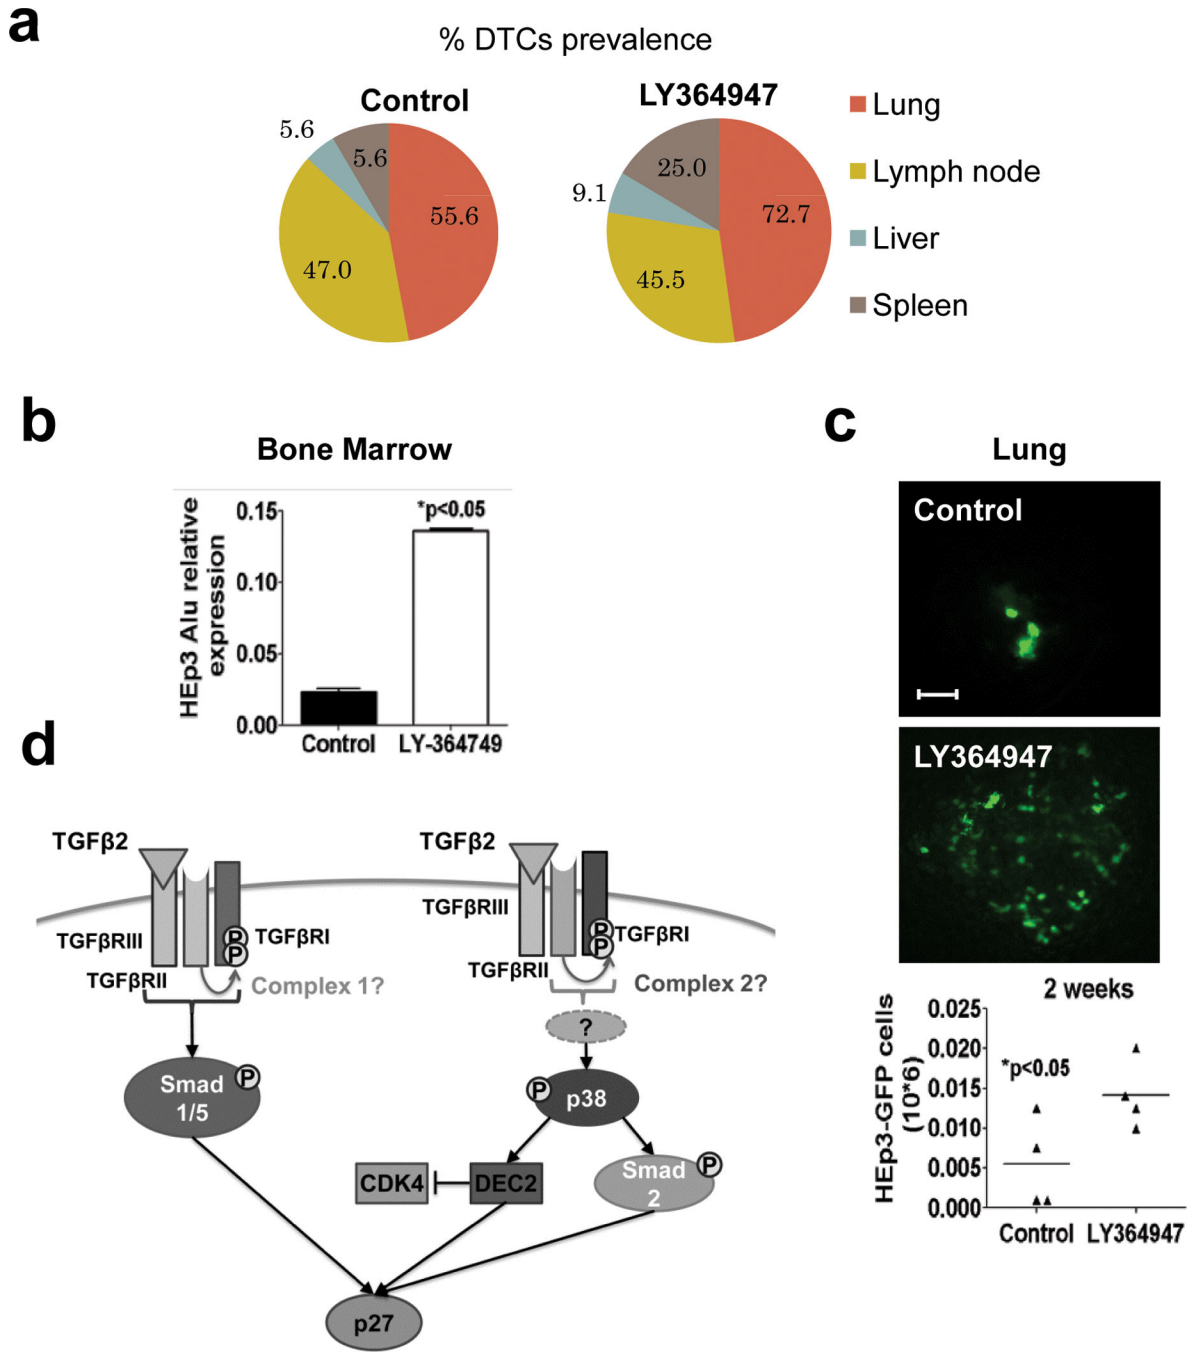 a
% DTCs prevalence
Control
LY364947
5.6
5.6
55.6
47.0
9.1
25.0
72.7
45.5
Lung
Lymph node
Liver
Spleen
b
Bone Marrow
HEp3 Alu relative
expression
0.15
0.10
0.05
0.00
*p<0.05
Control
LY-364749
c
Lung
Control
LY364947
2 weeks
HEp3-GFP cells
(10*6)
0.025
0.020
0.015
0.010
0.005
0.000
*p<0.05
Control
LY364947
d
TGFβ2
TGFβRIII
TGFβRII
P
P
TGFβRI
Complex 1?
Smad
1/5
P
TGFβ2
TGFβRIII
TGFβRII
P
P
TGFβRI
Complex 2?
?
P
p38
CDK4
DEC2
Smad
2
P
p27